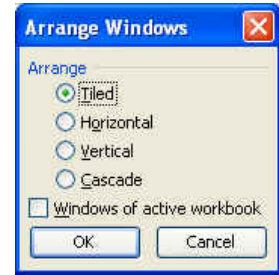 Arrange Windows
Arrange
Tiled
Horizontal
Vertical
Cascade
Windows of active workbook
OK
Cancel